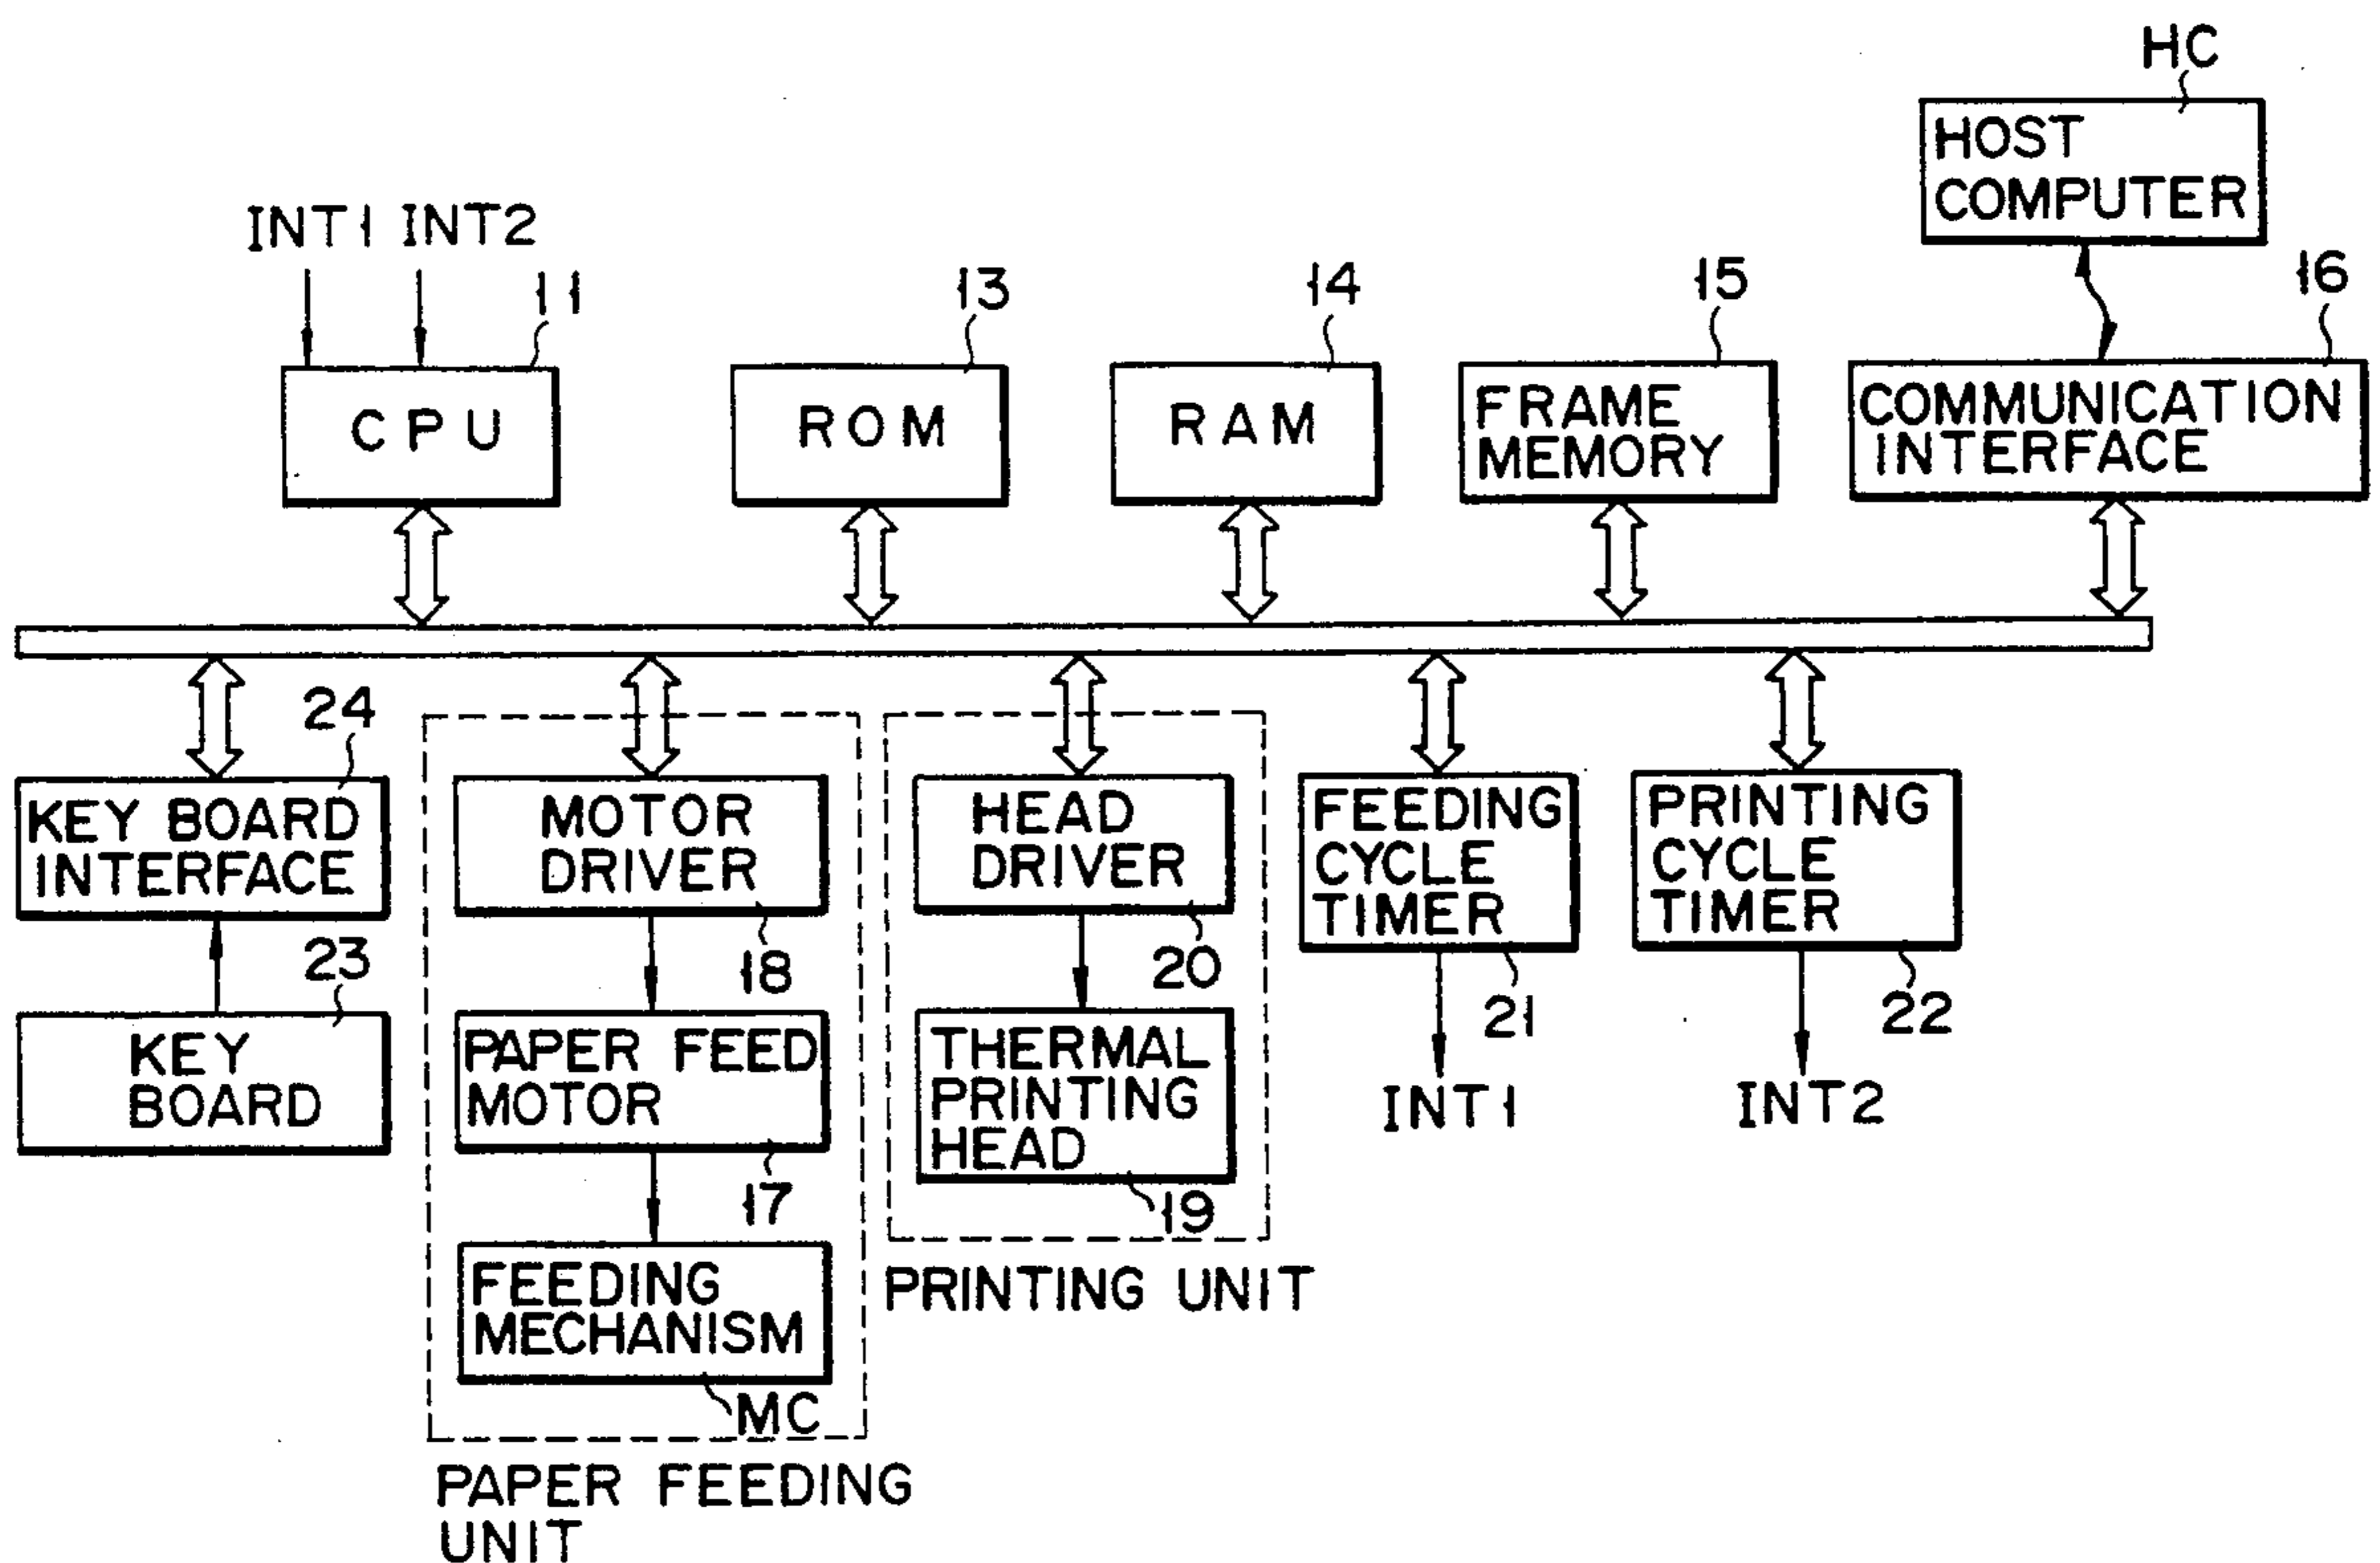 HC
HOST
COMPUTER
INT1 INT2
11
13
14
15
16
CPU
ROM
RAM
FRAME
MEMORY
COMMUNICATION
INTERFACE
24
KEY BOARD
INTERFACE
MOTOR
DRIVER
HEAD
DRIVER
FEEDING
CYCLE
TIMER
PRINTING
CYCLE
TIMER
23
18
20
21
22
KEY
BOARD
PAPER FEED
MOTOR
THERMAL
PRINTING
HEAD
INT1
INT2
17
19
FEEDING
MECHANISM
PRINTING UNIT
MC
PAPER FEEDING
UNIT